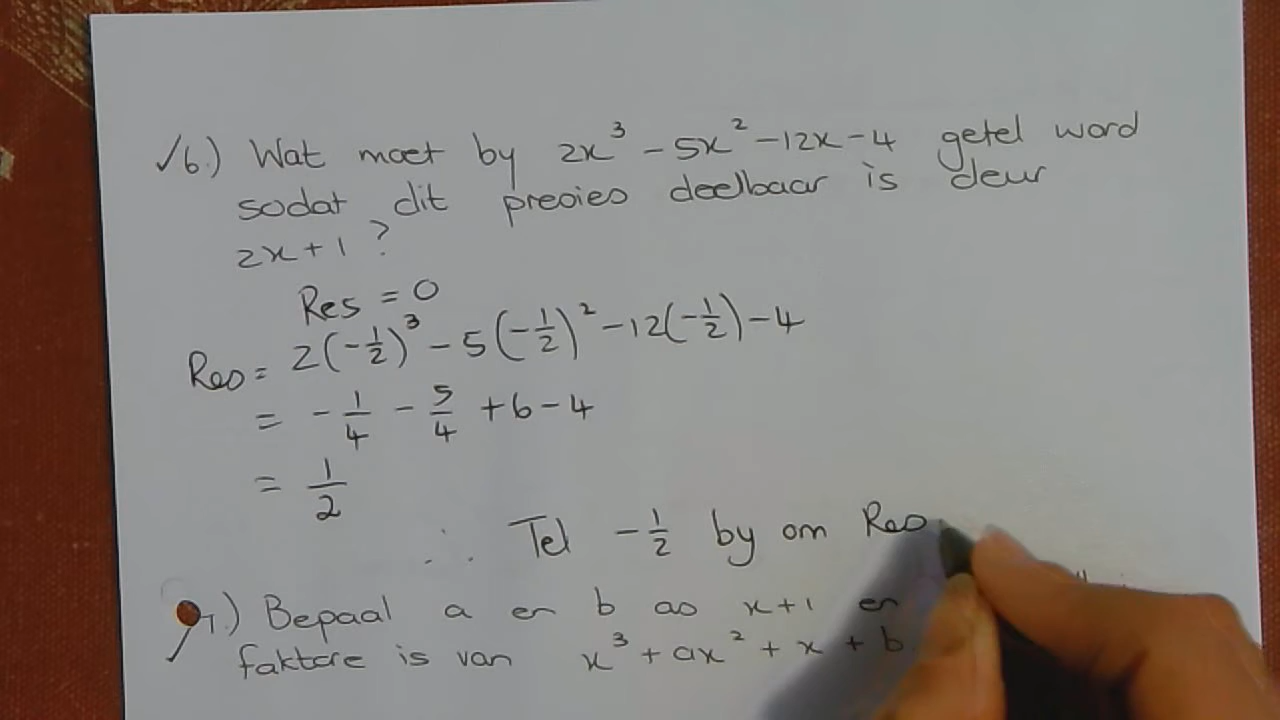 √6.) Wat moet by 2x³ - 5x² - 12x - 4 getel word
sodat dit presies deelbaar is deur
2x + 1 ?
Res = 0
Res = 2(-1/2)³ - 5(-1/2)² - 12(-1/2) - 4
= -1/4 - 5/4 + 6 - 4
= 1/2
∴ Tel -1/2 by om Res
7.) Bepaal a en b as x+1 en
faktore is van x³ + ax² + x + b